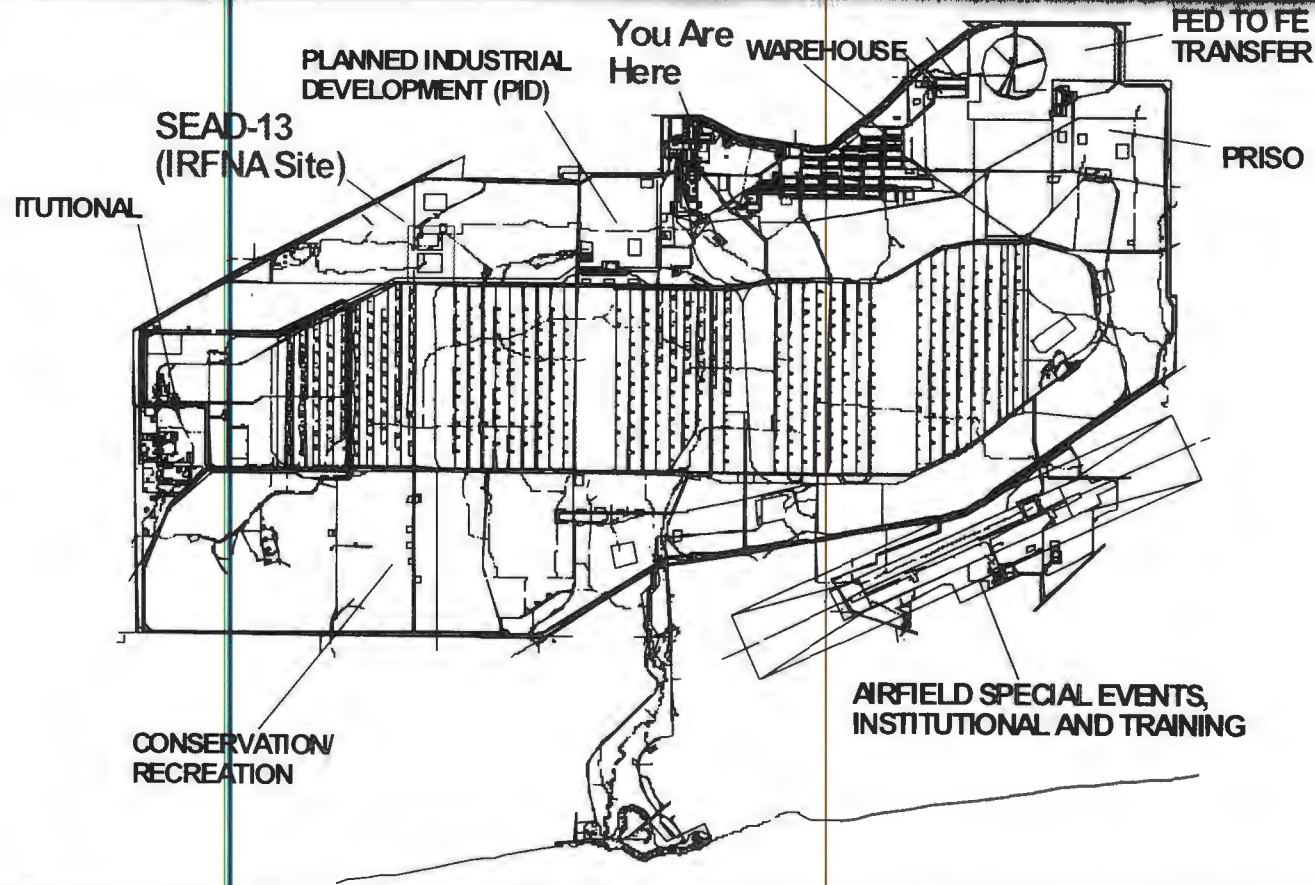 FED TO FE
TRANSFER
You Are
Here
WAREHOUSE
PLANNED INDUSTRIAL
DEVELOPMENT (PID)
SEAD-13
(IRFNA Site)
PRISO
ITUTIONAL
AIRFIELD SPECIAL EVENTS,
INSTITUTIONAL AND TRAINING
CONSERVATION/
RECREATION